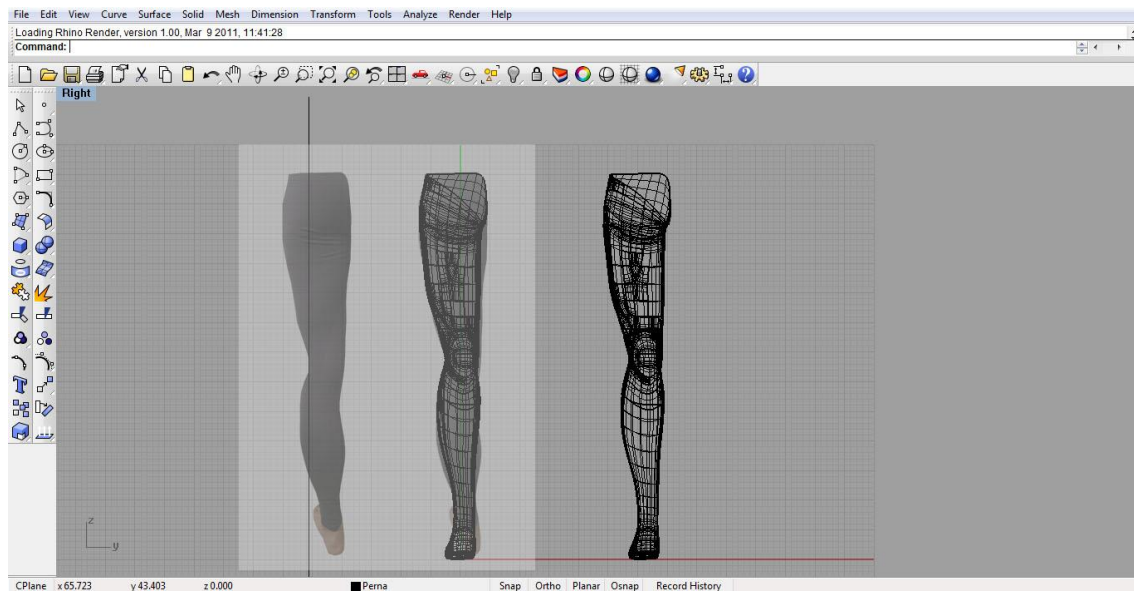 File Edit View Curve Surface Solid Mesh Dimension Transform Tools Analyze Render Help
Loading Rhino Render, version 1.00, Mar 9 2011, 11:41:28
Command:
Right
z
y
CPlane x 65.723 y 43.403 z 0.000 Perna Snap Ortho Planar Osnap Record History